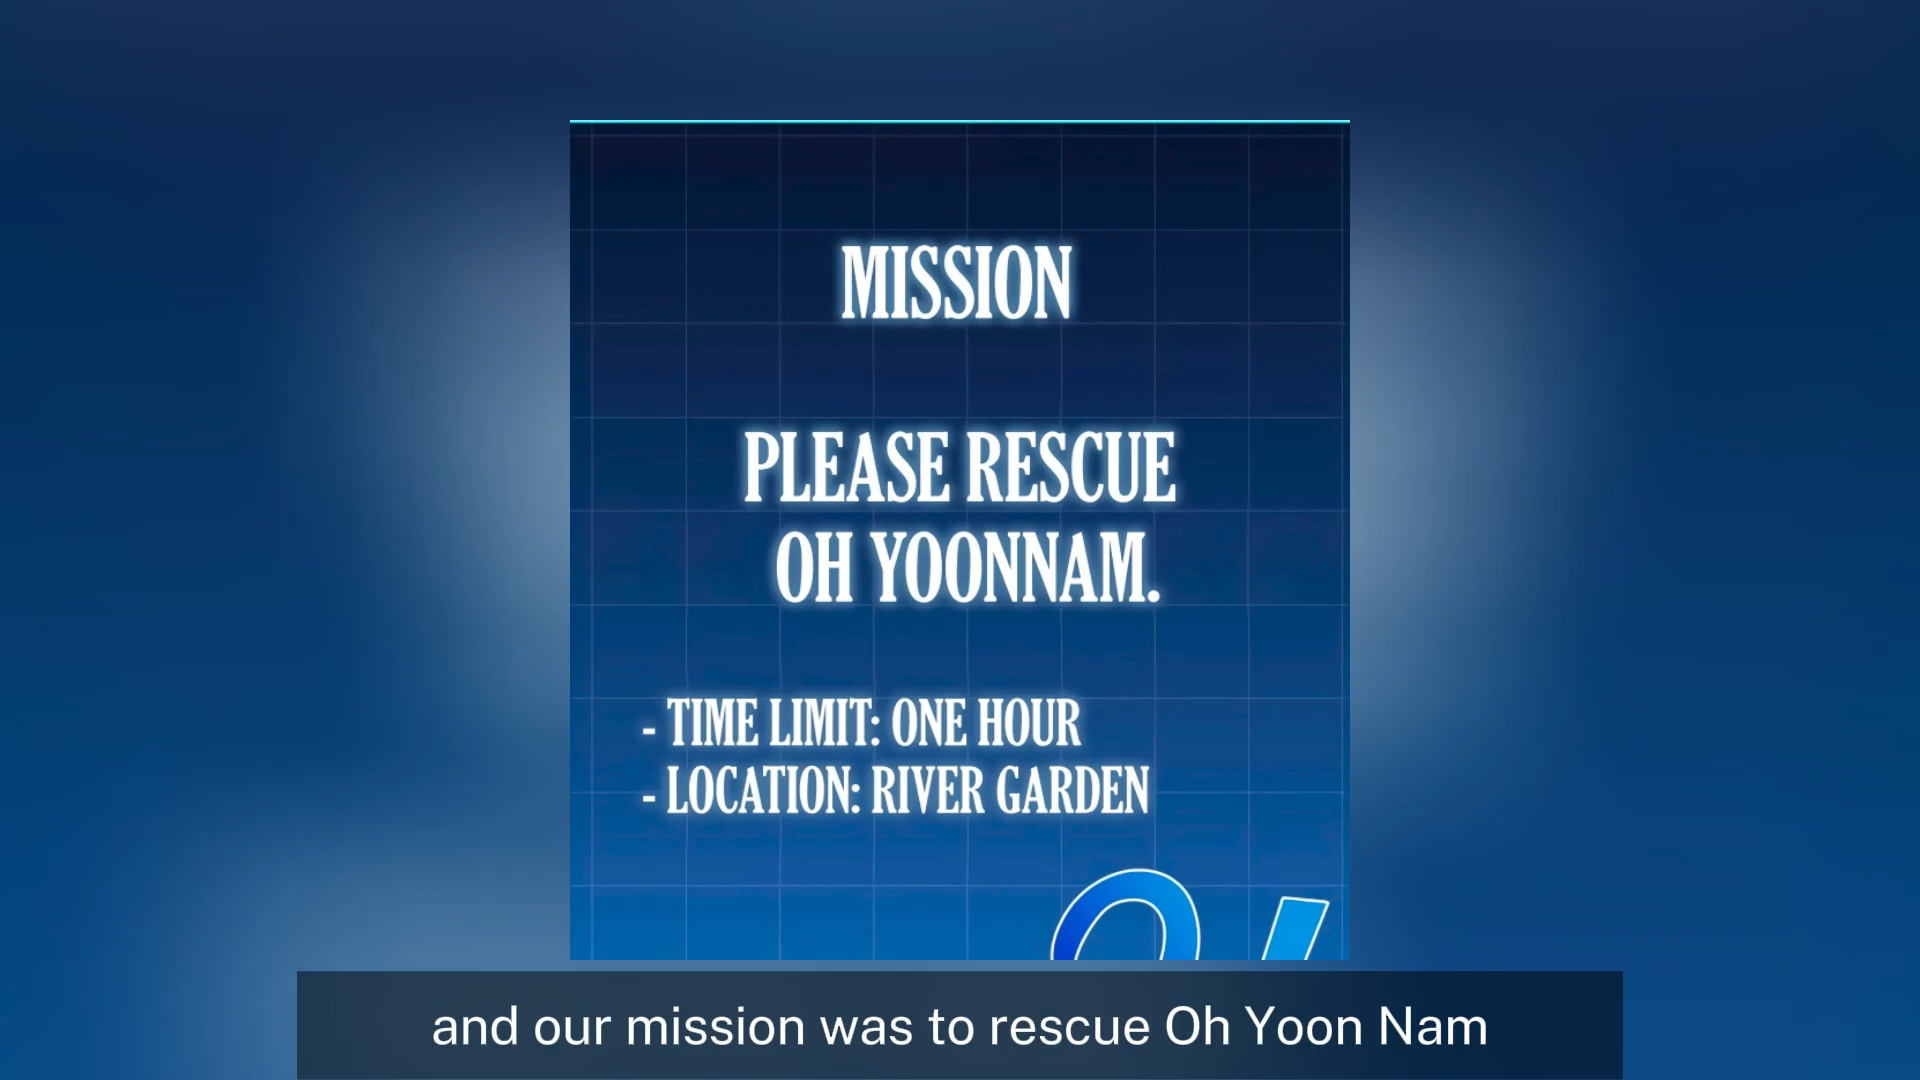 MISSION
PLEASE RESCUE
OH YOONNAM.
- TIME LIMIT: ONE HOUR
- LOCATION: RIVER GARDEN
and our mission was to rescue Oh Yoon Nam